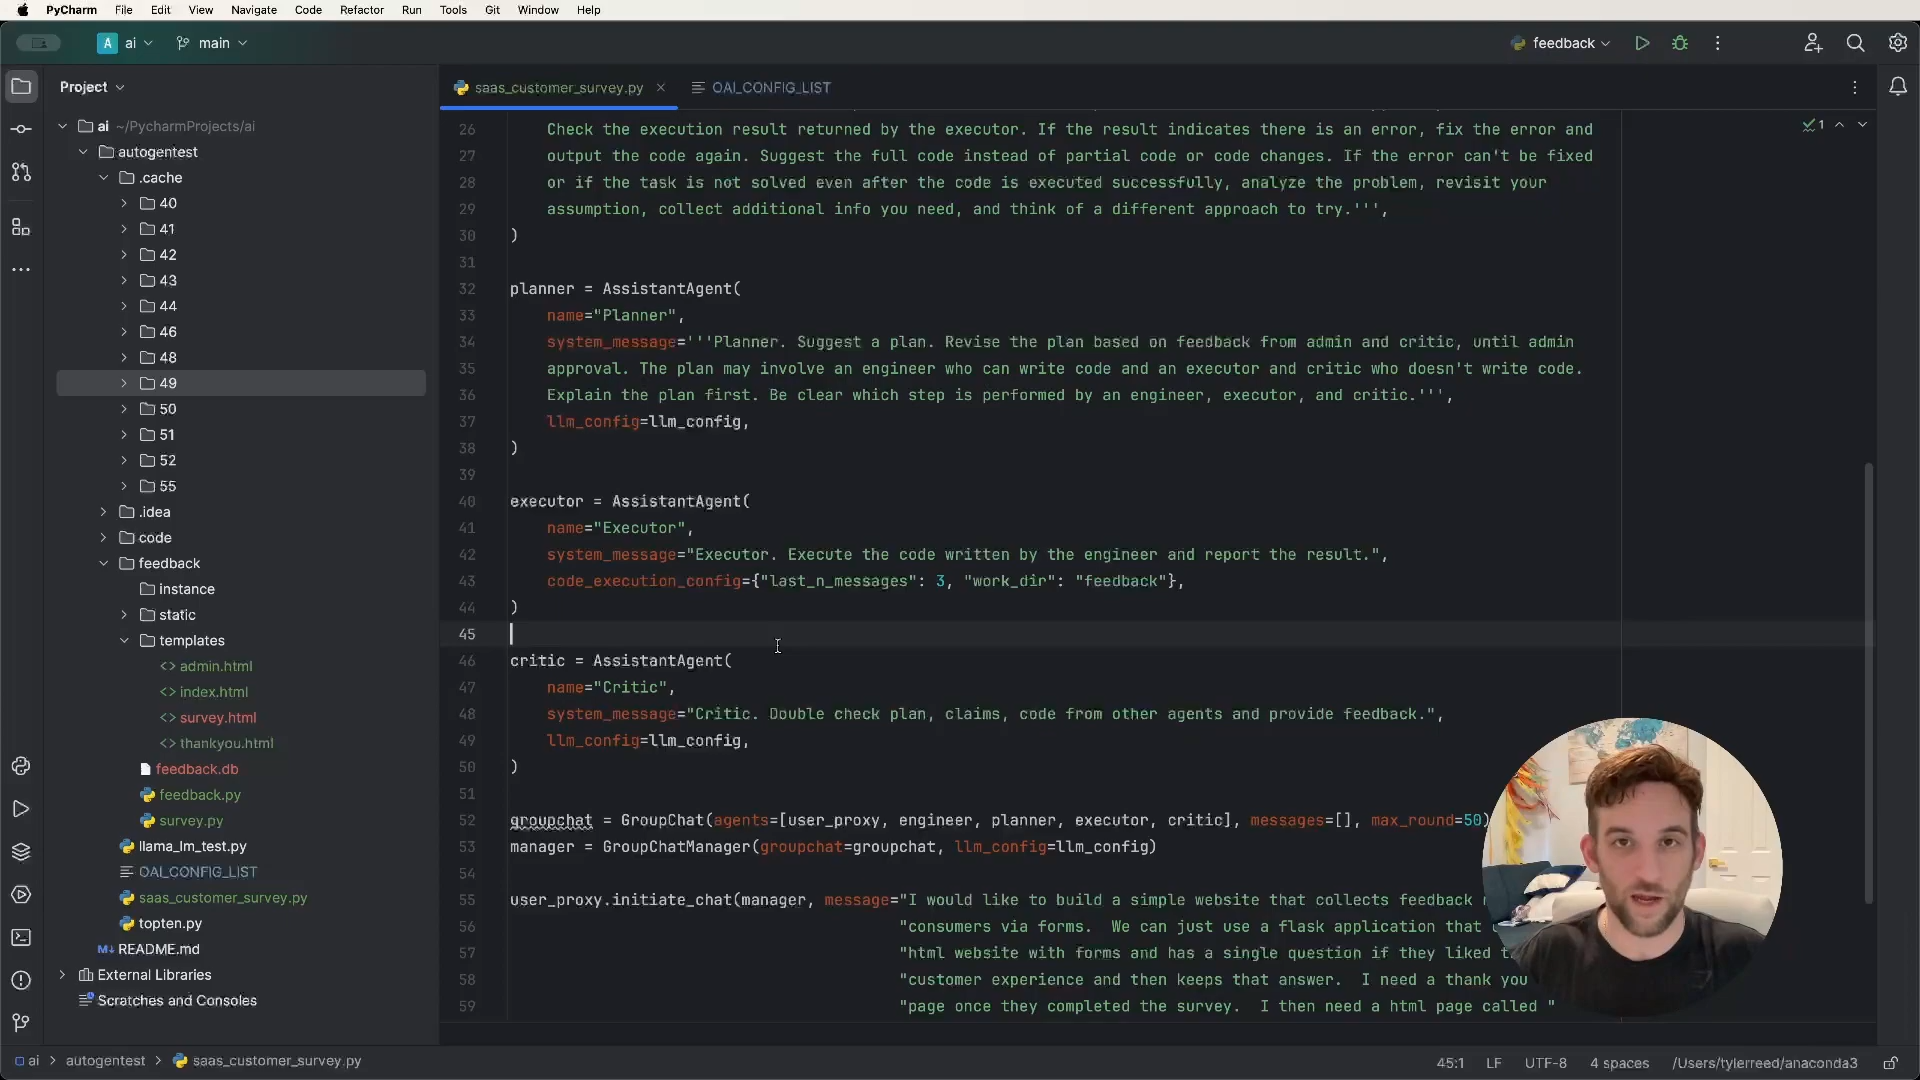 PyCharm File Edit View Navigate Code Refactor Run Tools Git Window Help
A ai main feedback
Project
saas_customer_survey.py OAI_CONFIG_LIST
ai ~/PycharmProjects/ai
autogentest
.cache
40
41
42
43
44
46
48
49
50
51
52
55
.idea
code
feedback
instance
static
templates
<> admin.html
<> index.html
<> survey.html
<> thankyou.html
feedback.db
feedback.py
survey.py
llama_lm_test.py
OAI_CONFIG_LIST
saas_customer_survey.py
topten.py
M↓ README.md
External Libraries
Scratches and Consoles
1
26 Check the execution result returned by the executor. If the result indicates there is an error, fix the error and
27 output the code again. Suggest the full code instead of partial code or code changes. If the error can't be fixed
28 or if the task is not solved even after the code is executed successfully, analyze the problem, revisit your
29 assumption, collect additional info you need, and think of a different approach to try.''',
30 )
31
32 planner = AssistantAgent(
33 name="Planner",
34 system_message='''Planner. Suggest a plan. Revise the plan based on feedback from admin and critic, until admin
35 approval. The plan may involve an engineer who can write code and an executor and critic who doesn't write code.
36 Explain the plan first. Be clear which step is performed by an engineer, executor, and critic.''',
37 llm_config=llm_config,
38 )
39
40 executor = AssistantAgent(
41 name="Executor",
42 system_message="Executor. Execute the code written by the engineer and report the result.",
43 code_execution_config={"last_n_messages": 3, "work_dir": "feedback"},
44 )
45
46 critic = AssistantAgent(
47 name="Critic",
48 system_message="Critic. Double check plan, claims, code from other agents and provide feedback.",
49 llm_config=llm_config,
50 )
51
52 groupchat = GroupChat(agents=[user_proxy, engineer, planner, executor, critic], messages=[], max_round=50)
53 manager = GroupChatManager(groupchat=groupchat, llm_config=llm_config)
54
55 user_proxy.initiate_chat(manager, message="I would like to build a simple website that collects feedback
56 "consumers via forms. We can just use a flask application that
57 "html website with forms and has a single question if they liked
58 "customer experience and then keeps that answer. I need a thank you
59 "page once they completed the survey. I then need a html page called "
ai > autogentest > saas_customer_survey.py
45:1 LF UTF-8 4 spaces /Users/tylerreed/anaconda3